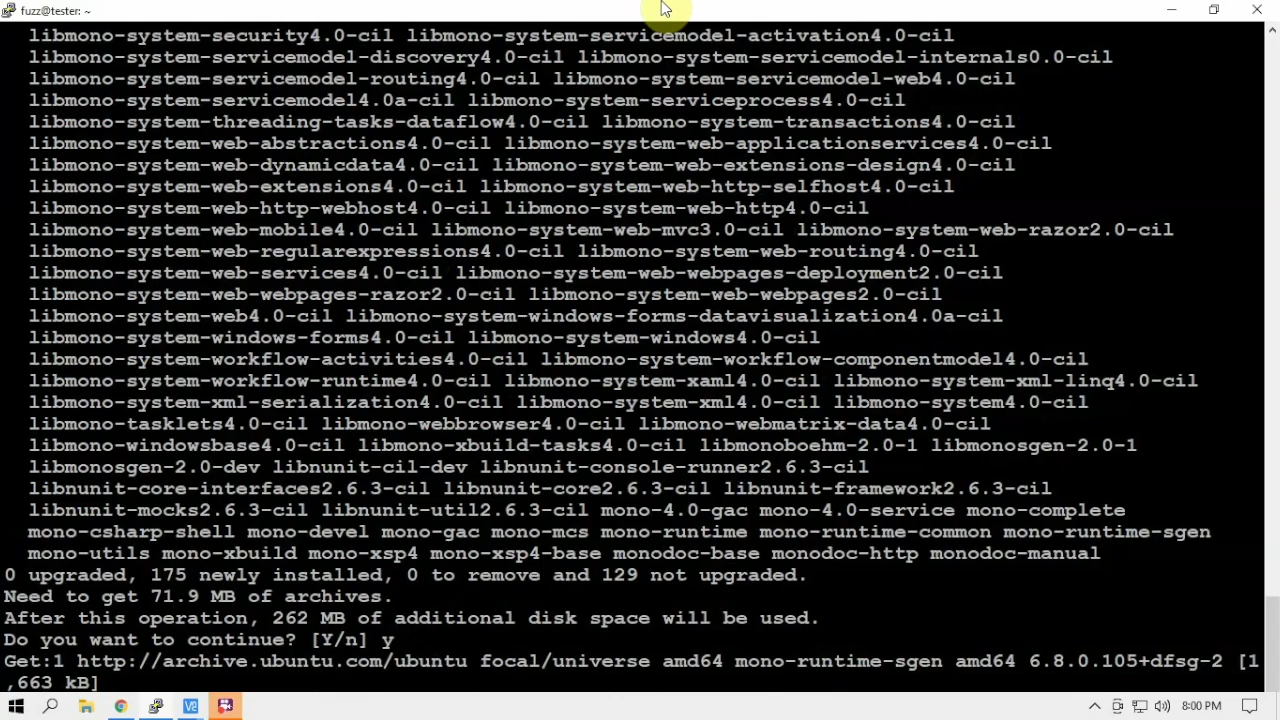 fuzz@tester: ~
libmono-system-security4.0-cil libmono-system-servicemodel-activation4.0-cil
libmono-system-servicemodel-discovery4.0-cil libmono-system-servicemodel-internals0.0-cil
libmono-system-servicemodel-routing4.0-cil libmono-system-servicemodel-web4.0-cil
libmono-system-servicemodel4.0a-cil libmono-system-serviceprocess4.0-cil
libmono-system-threading-tasks-dataflow4.0-cil libmono-system-transactions4.0-cil
libmono-system-web-abstractions4.0-cil libmono-system-web-applicationservices4.0-cil
libmono-system-web-dynamicdata4.0-cil libmono-system-web-extensions-design4.0-cil
libmono-system-web-extensions4.0-cil libmono-system-web-http-selfhost4.0-cil
libmono-system-web-http-webhost4.0-cil libmono-system-web-http4.0-cil
libmono-system-web-mobile4.0-cil libmono-system-web-mvc3.0-cil libmono-system-web-razor2.0-cil
libmono-system-web-regularexpressions4.0-cil libmono-system-web-routing4.0-cil
libmono-system-web-services4.0-cil libmono-system-web-webpages-deployment2.0-cil
libmono-system-web-webpages-razor2.0-cil libmono-system-web-webpages2.0-cil
libmono-system-web4.0-cil libmono-system-windows-forms-datavisualization4.0a-cil
libmono-system-windows-forms4.0-cil libmono-system-windows4.0-cil
libmono-system-workflow-activities4.0-cil libmono-system-workflow-componentmodel4.0-cil
libmono-system-workflow-runtime4.0-cil libmono-system-xaml4.0-cil libmono-system-xml-linq4.0-cil
libmono-system-xml-serialization4.0-cil libmono-system-xml4.0-cil libmono-system4.0-cil
libmono-tasklets4.0-cil libmono-webbrowser4.0-cil libmono-webmatrix-data4.0-cil
libmono-windowsbase4.0-cil libmono-xbuild-tasks4.0-cil libmonoboehm-2.0-1 libmonosgen-2.0-1
libmonosgen-2.0-dev libnunit-cil-dev libnunit-console-runner2.6.3-cil
libnunit-core-interfaces2.6.3-cil libnunit-core2.6.3-cil libnunit-framework2.6.3-cil
libnunit-mocks2.6.3-cil libnunit-util2.6.3-cil mono-4.0-gac mono-4.0-service mono-complete
mono-csharp-shell mono-devel mono-gac mono-mcs mono-runtime mono-runtime-common mono-runtime-sgen
mono-utils mono-xbuild mono-xsp4 mono-xsp4-base monodoc-base monodoc-http monodoc-manual
0 upgraded, 175 newly installed, 0 to remove and 129 not upgraded.
Need to get 71.9 MB of archives.
After this operation, 262 MB of additional disk space will be used.
Do you want to continue? [Y/n] y
Get:1 http://archive.ubuntu.com/ubuntu focal/universe amd64 mono-runtime-sgen amd64 6.8.0.105+dfsg-2 [1
,663 kB]
8:00 PM